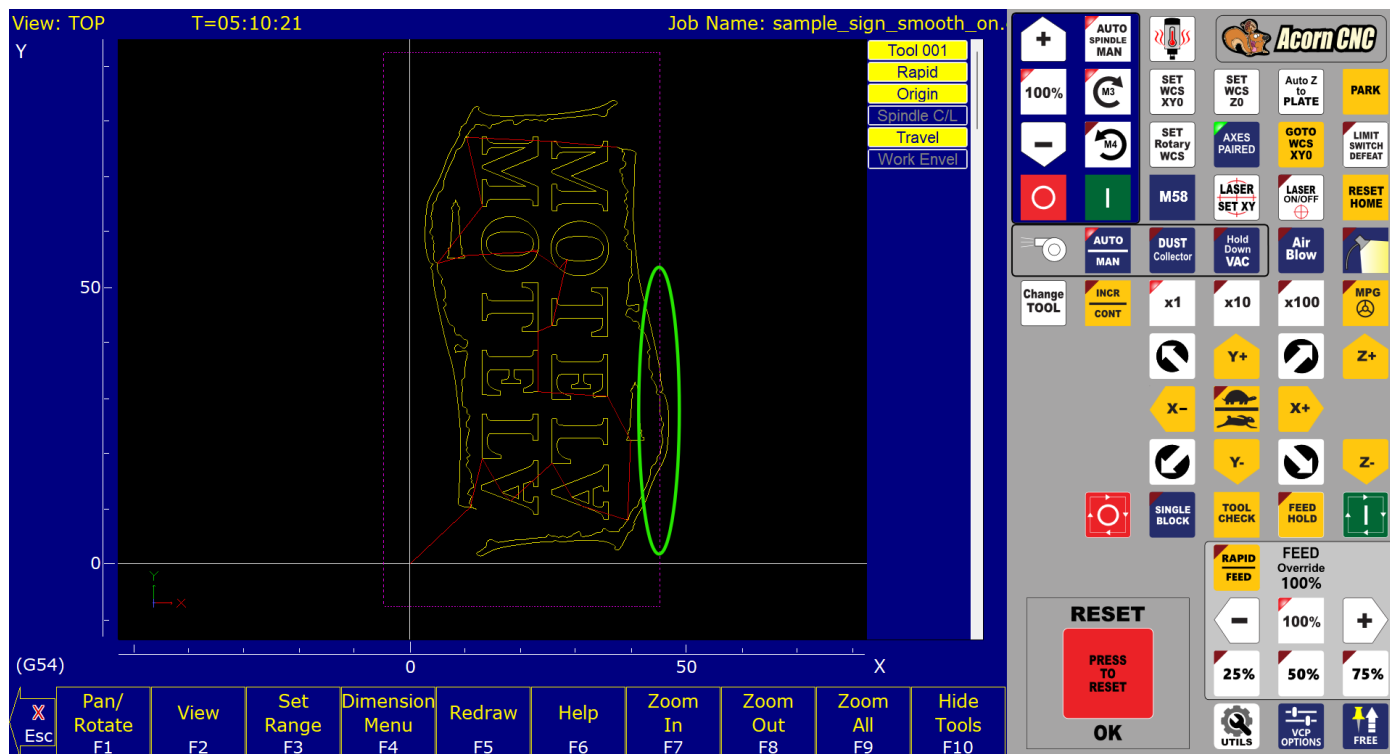 View: TOP
T=05:10:21
Job Name: sample_sign_smooth_on.
Y
50
0
Y
X
(G54)
0
50
X
Tool 001
Rapid
Origin
Spindle C/L
Travel
Work Envel
MOTTELA
MOTTELA
X
Esc
Pan/
Rotate
F1
View
F2
Set
Range
F3
Dimension
Menu
F4
Redraw
F5
Help
F6
Zoom
In
F7
Zoom
Out
F8
Zoom
All
F9
Hide
Tools
F10
+
AUTO
SPINDLE
MAN
Acorn CNC
100%
M3
SET
WCS
XY0
SET
WCS
Z0
Auto Z
to
PLATE
PARK
−
M4
SET
Rotary
WCS
AXES
PAIRED
GOTO
WCS
XY0
LIMIT
SWITCH
DEFEAT
M58
LASER
SET XY
LASER
ON/OFF
RESET
HOME
AUTO
MAN
DUST
Collector
Hold
Down
VAC
Air
Blow
Change
TOOL
INCR
CONT
x1
x10
x100
MPG
Y+
Z+
X-
X+
Y-
Z-
SINGLE
BLOCK
TOOL
CHECK
FEED
HOLD
RAPID
FEED
FEED
Override
100%
−
100%
+
25%
50%
75%
RESET
PRESS
TO
RESET
OK
UTILS
VCP
OPTIONS
FREE